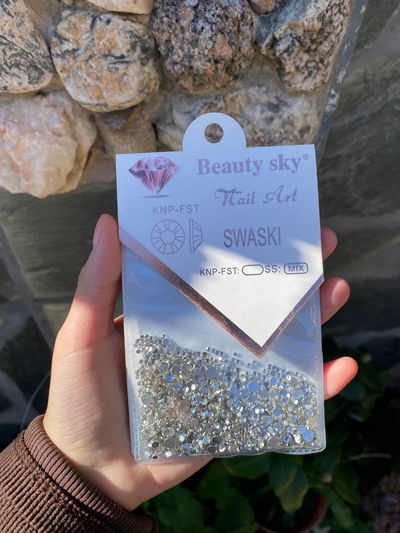 Beauty sky®
Nail Art
KNP-FST
SWASKI
KNP-FST: SS: MIX